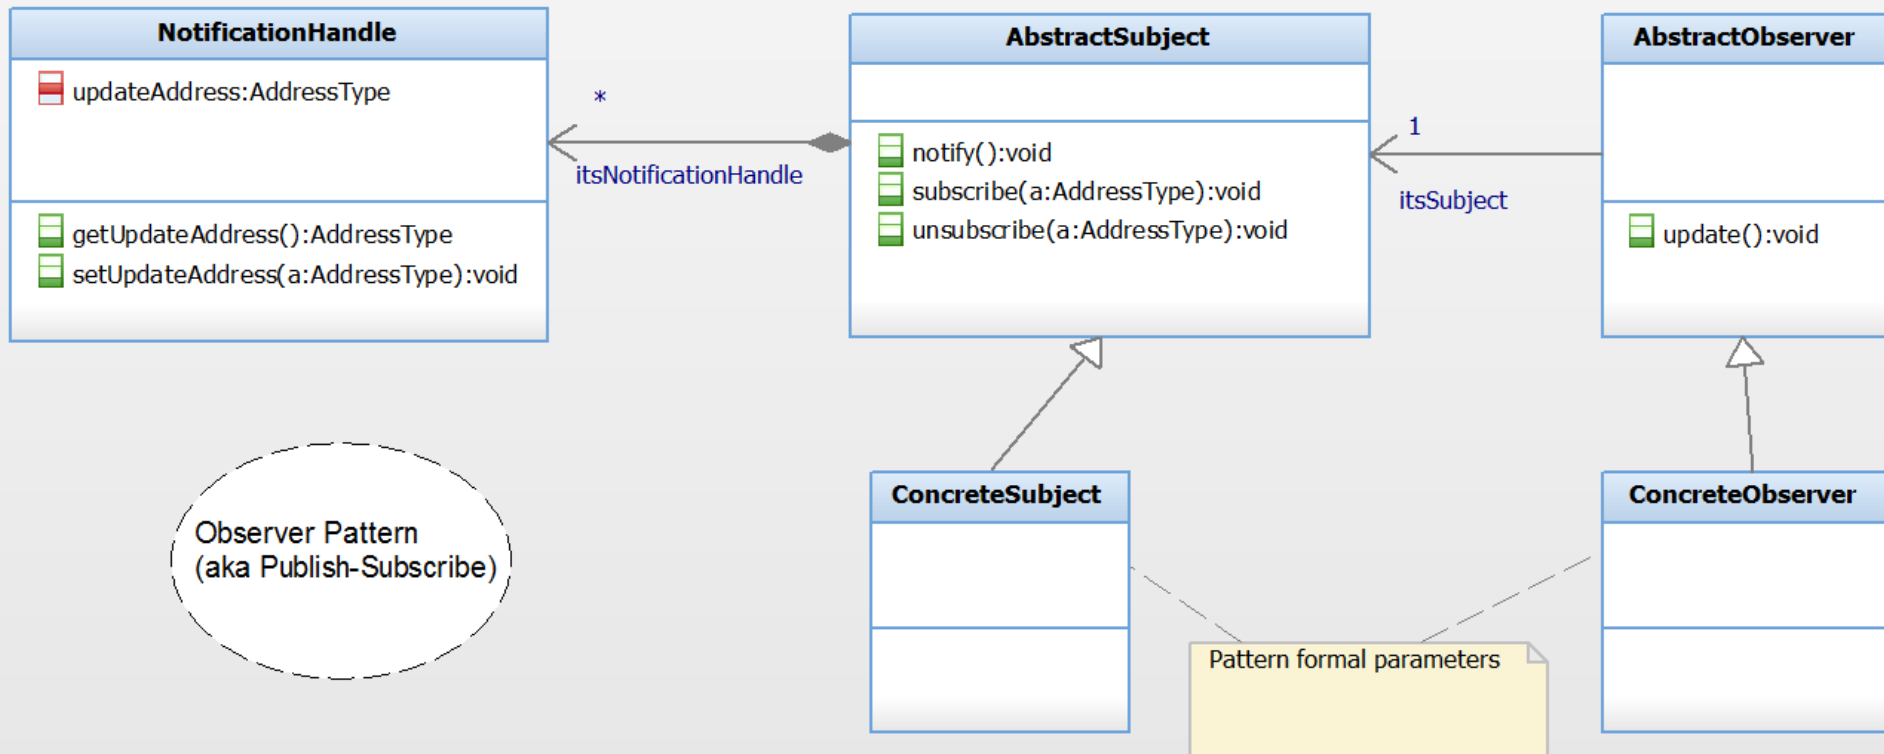 NotificationHandle
updateAddress:AddressType
getUpdateAddress():AddressType
setUpdateAddress(a:AddressType):void
*
itsNotificationHandle
AbstractSubject
notify():void
subscribe(a:AddressType):void
unsubscribe(a:AddressType):void
1
itsSubject
AbstractObserver
update():void
Observer Pattern
(aka Publish-Subscribe)
ConcreteSubject
ConcreteObserver
Pattern formal parameters